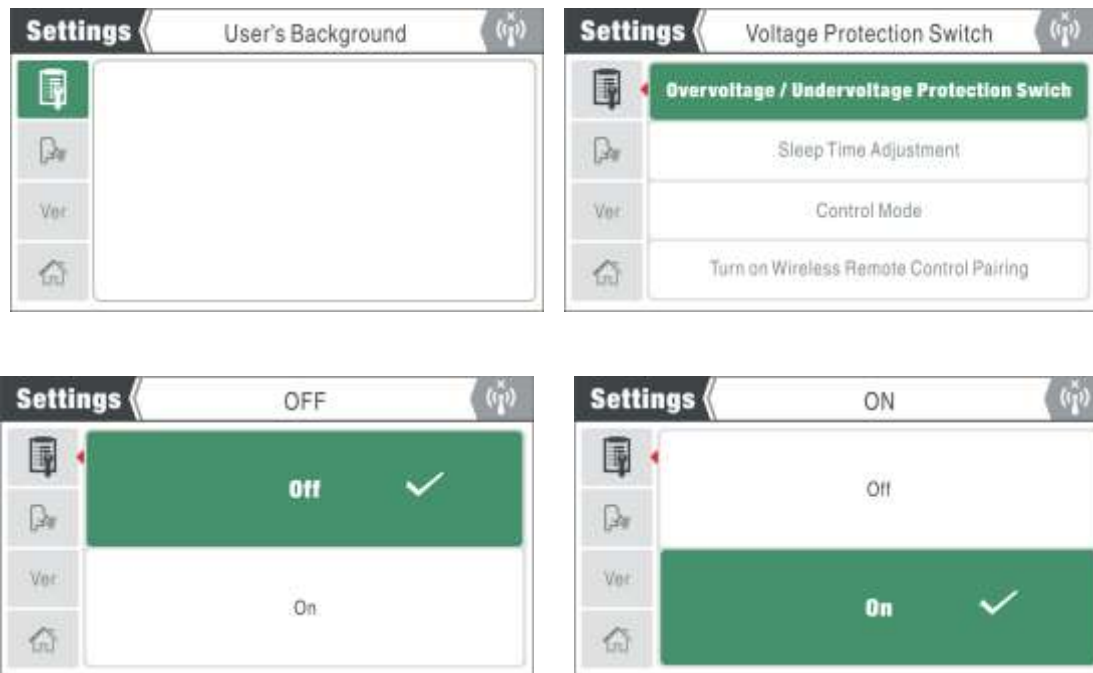 Settings User's Background
Ver
Settings Voltage Protection Switch
Overvoltage / Undervoltage Protection Swich
Sleep Time Adjustment
Ver Control Mode
Turn on Wireless Remote Control Pairing
Settings OFF
Off
Ver
On
Settings ON
Off
Ver
On